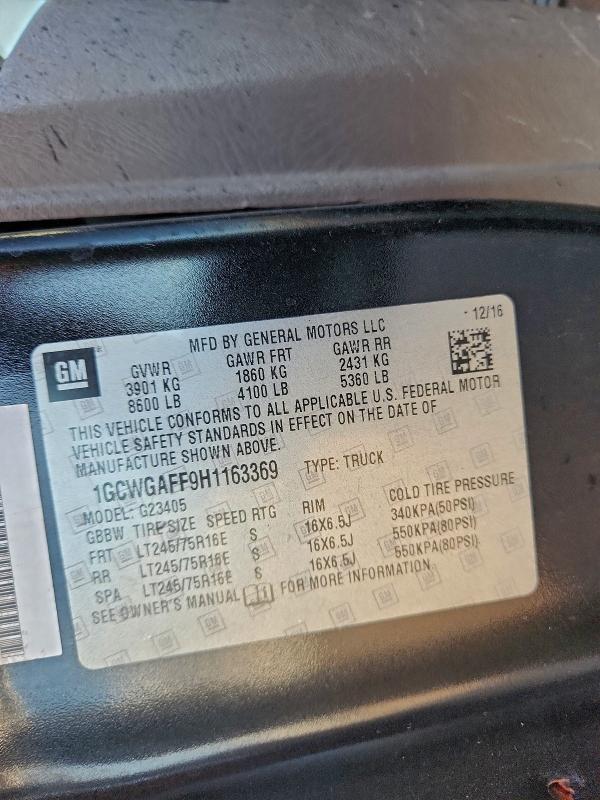 GM
MFD BY GENERAL MOTORS LLC
12/16
GVWR GAWR FRT GAWR RR
3901 KG 1860 KG 2431 KG
8600 LB 4100 LB 5360 LB
THIS VEHICLE CONFORMS TO ALL APPLICABLE U.S. FEDERAL MOTOR
VEHICLE SAFETY STANDARDS IN EFFECT ON THE DATE OF
MANUFACTURE SHOWN ABOVE.
1GCWGAFF9H1163369 TYPE: TRUCK
MODEL: G23405
GBBW TIRE SIZE SPEED RTG RIM COLD TIRE PRESSURE
FRT LT245/75R16E S 16X6.5J 340KPA(50PSI)
RR LT245/75R16E S 16X6.5J 550KPA(80PSI)
SPA LT245/75R16E S 16X6.5J 550KPA(80PSI)
SEE OWNER'S MANUAL FOR MORE INFORMATION.